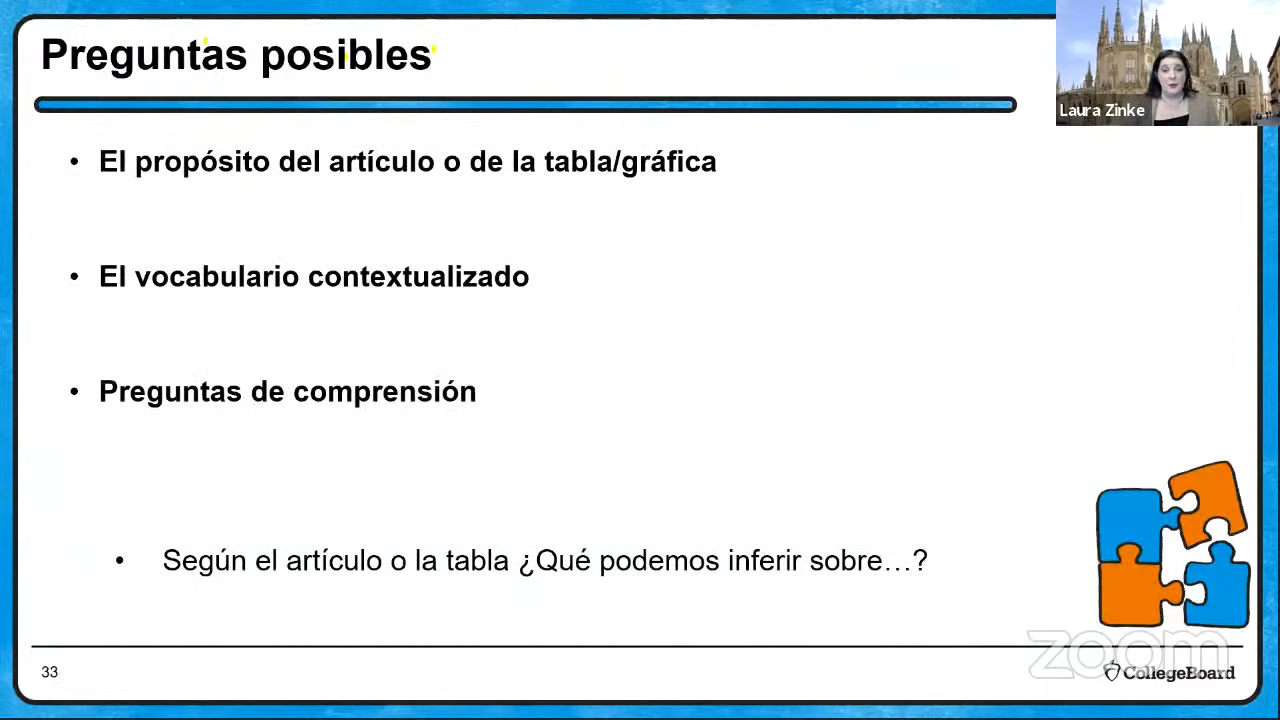 Preguntas posibles
Laura Zinke
• El propósito del artículo o de la tabla/gráfica
• El vocabulario contextualizado
• Preguntas de comprensión
• Según el artículo o la tabla ¿Qué podemos inferir sobre…?
zoom
33
CollegeBoard